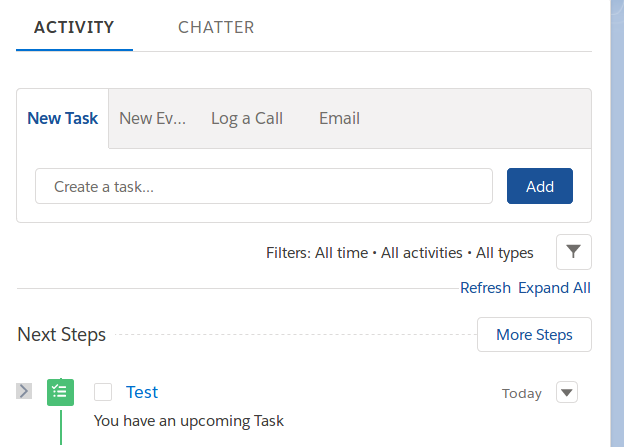 ACTIVITY CHATTER
New Task New Ev... Log a Call Email
Create a task... Add
Filters: All time • All activities • All types
Refresh Expand All
Next Steps More Steps
Test Today
You have an upcoming Task